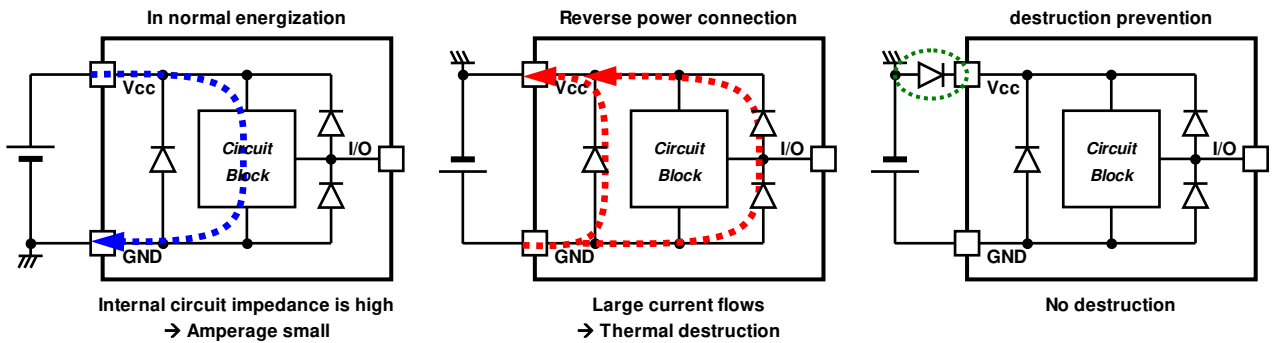 In normal energization
Vcc
Circuit
Block
I/O
GND
Internal circuit impedance is high
→ Amperage small
Reverse power connection
Vcc
Circuit
Block
I/O
GND
Large current flows
→ Thermal destruction
destruction prevention
Vcc
Circuit
Block
I/O
GND
No destruction